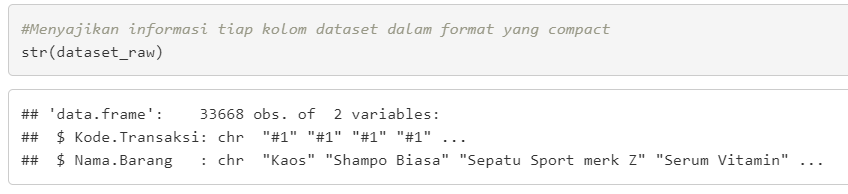 #Menyajikan informasi tiap kolom dataset dalam format yang compact
str(dataset_raw)
## 'data.frame':    33668 obs. of  2 variables:
##  $ Kode.Transaksi: chr  "#1" "#1" "#1" "#1" ...
##  $ Nama.Barang   : chr  "Kaos" "Shampo Biasa" "Sepatu Sport merk Z" "Serum Vitamin" ...